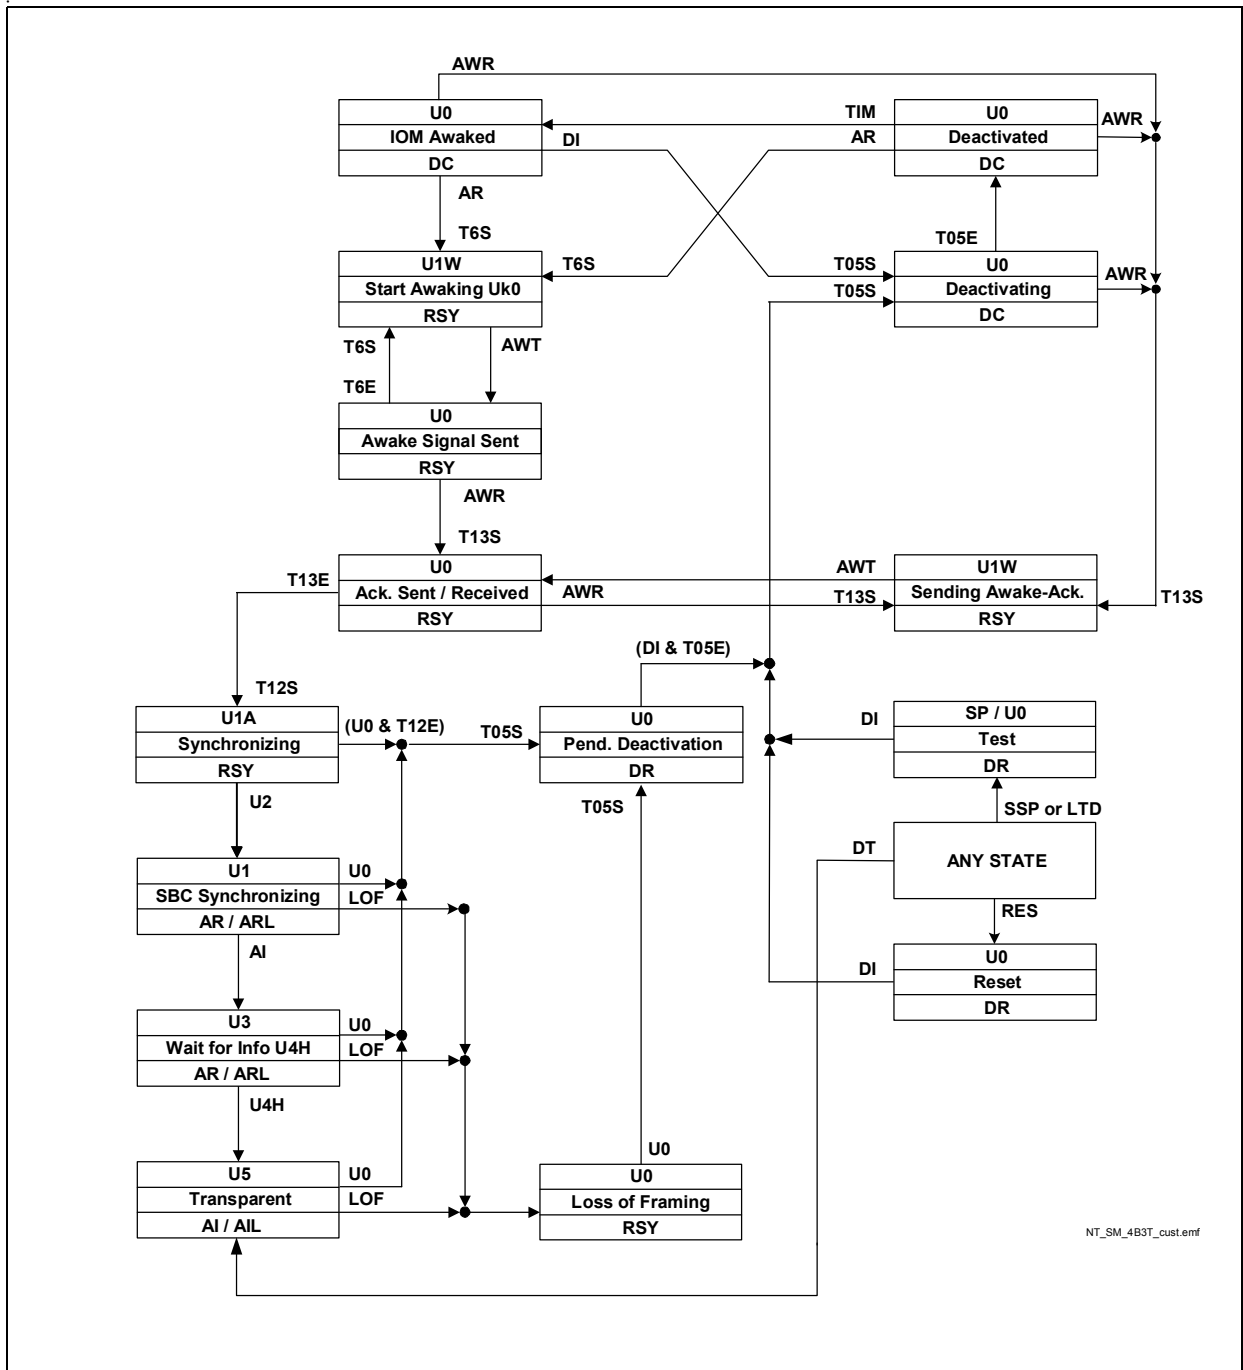 AWR
U0
IOM Awaked
DC
TIM
DI
AR
U0
Deactivated
DC
AWR
AR
T6S
T05E
U1W
Start Awaking Uk0
RSY
T6S
T05S
T05S
U0
Deactivating
DC
AWR
T6S
AWT
T6E
U0
Awake Signal Sent
RSY
AWR
T13S
T13E
U0
Ack. Sent / Received
RSY
AWT
AWR
T13S
U1W
Sending Awake-Ack.
RSY
T13S
(DI & T05E)
T12S
U1A
Synchronizing
RSY
(U0 & T12E)
T05S
U0
Pend. Deactivation
DR
DI
SP / U0
Test
DR
U2
T05S
SSP or LTD
DT
ANY STATE
U1
SBC Synchronizing
AR / ARL
U0
LOF
RES
AI
DI
U0
Reset
DR
U3
Wait for Info U4H
AR / ARL
U0
LOF
U4H
U0
U5
Transparent
AI / AIL
U0
LOF
U0
Loss of Framing
RSY
NT_SM_4B3T_cust.emf